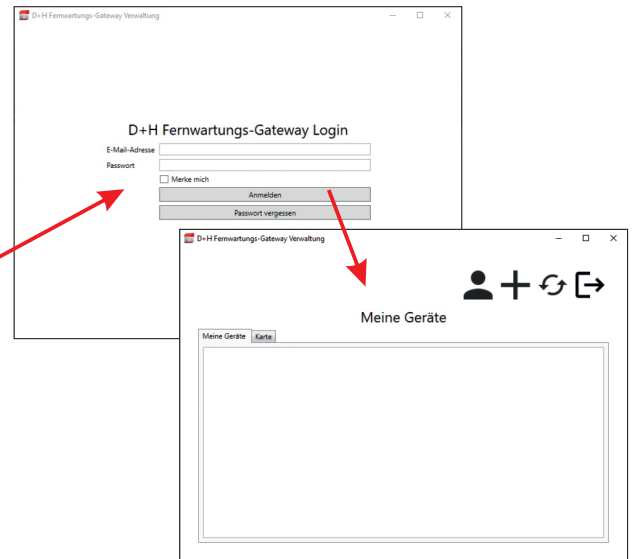 D+H Fernwartungs-Gateway Verwaltung
D+H Fernwartungs-Gateway Login
E-Mail-Adresse
Passwort
Merke mich
Anmelden
Passwort vergessen
D+H Fernwartungs-Gateway Verwaltung
Meine Geräte
Meine Geräte Karte